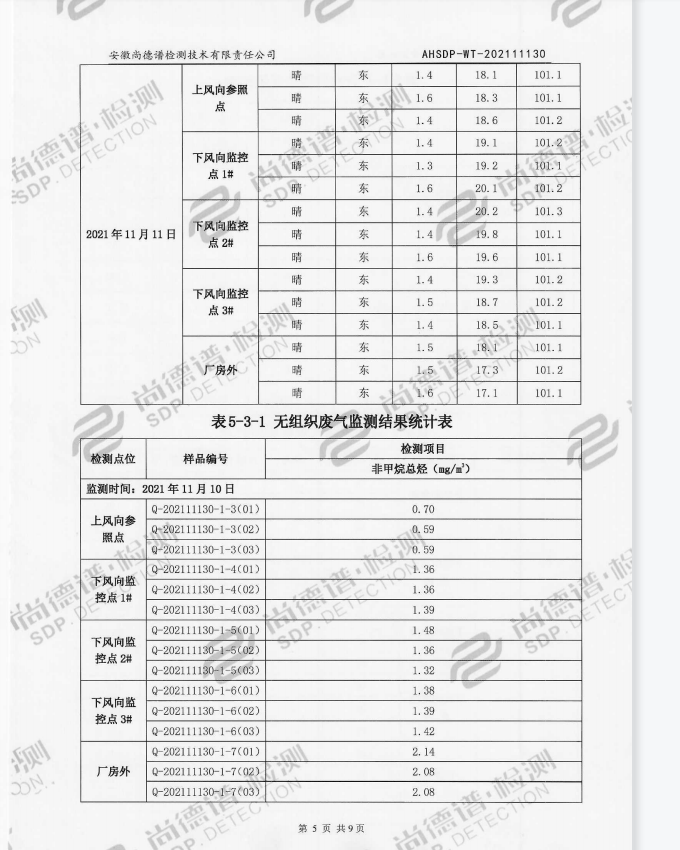 安徽尚德谱检测技术有限责任公司 AHSDP-WT-202111130
2021年11月11日
上风向参照点
晴 东 1.4 18.1 101.1
晴 东 1.6 18.3 101.1
晴 东 1.4 18.6 101.2
下风向监控点1#
晴 东 1.4 19.1 101.2
晴 东 1.3 19.2 101.1
晴 东 1.6 20.1 101.2
下风向监控点2#
晴 东 1.4 20.2 101.3
晴 东 1.4 19.8 101.1
晴 东 1.6 19.6 101.1
下风向监控点3#
晴 东 1.4 19.3 101.2
晴 东 1.5 18.7 101.2
晴 东 1.4 18.5 101.1
厂房外
晴 东 1.5 18.1 101.1
晴 东 1.5 17.3 101.2
晴 东 1.6 17.1 101.1
表5-3-1 无组织废气监测结果统计表
检测点位 样品编号 检测项目
非甲烷总烃（mg/m³）
监测时间：2021年11月10日
上风向参照点
Q-202111130-1-3(01) 0.70
Q-202111130-1-3(02) 0.59
Q-202111130-1-3(03) 0.59
下风向监控点1#
Q-202111130-1-4(01) 1.36
Q-202111130-1-4(02) 1.36
Q-202111130-1-4(03) 1.39
下风向监控点2#
Q-202111130-1-5(01) 1.48
Q-202111130-1-5(02) 1.36
Q-202111130-1-5(03) 1.32
下风向监控点3#
Q-202111130-1-6(01) 1.38
Q-202111130-1-6(02) 1.39
Q-202111130-1-6(03) 1.42
厂房外
Q-202111130-1-7(01) 2.14
Q-202111130-1-7(02) 2.08
Q-202111130-1-7(03) 2.08
第 5 页 共9页
尚德谱·检测
SDP.DETECTION